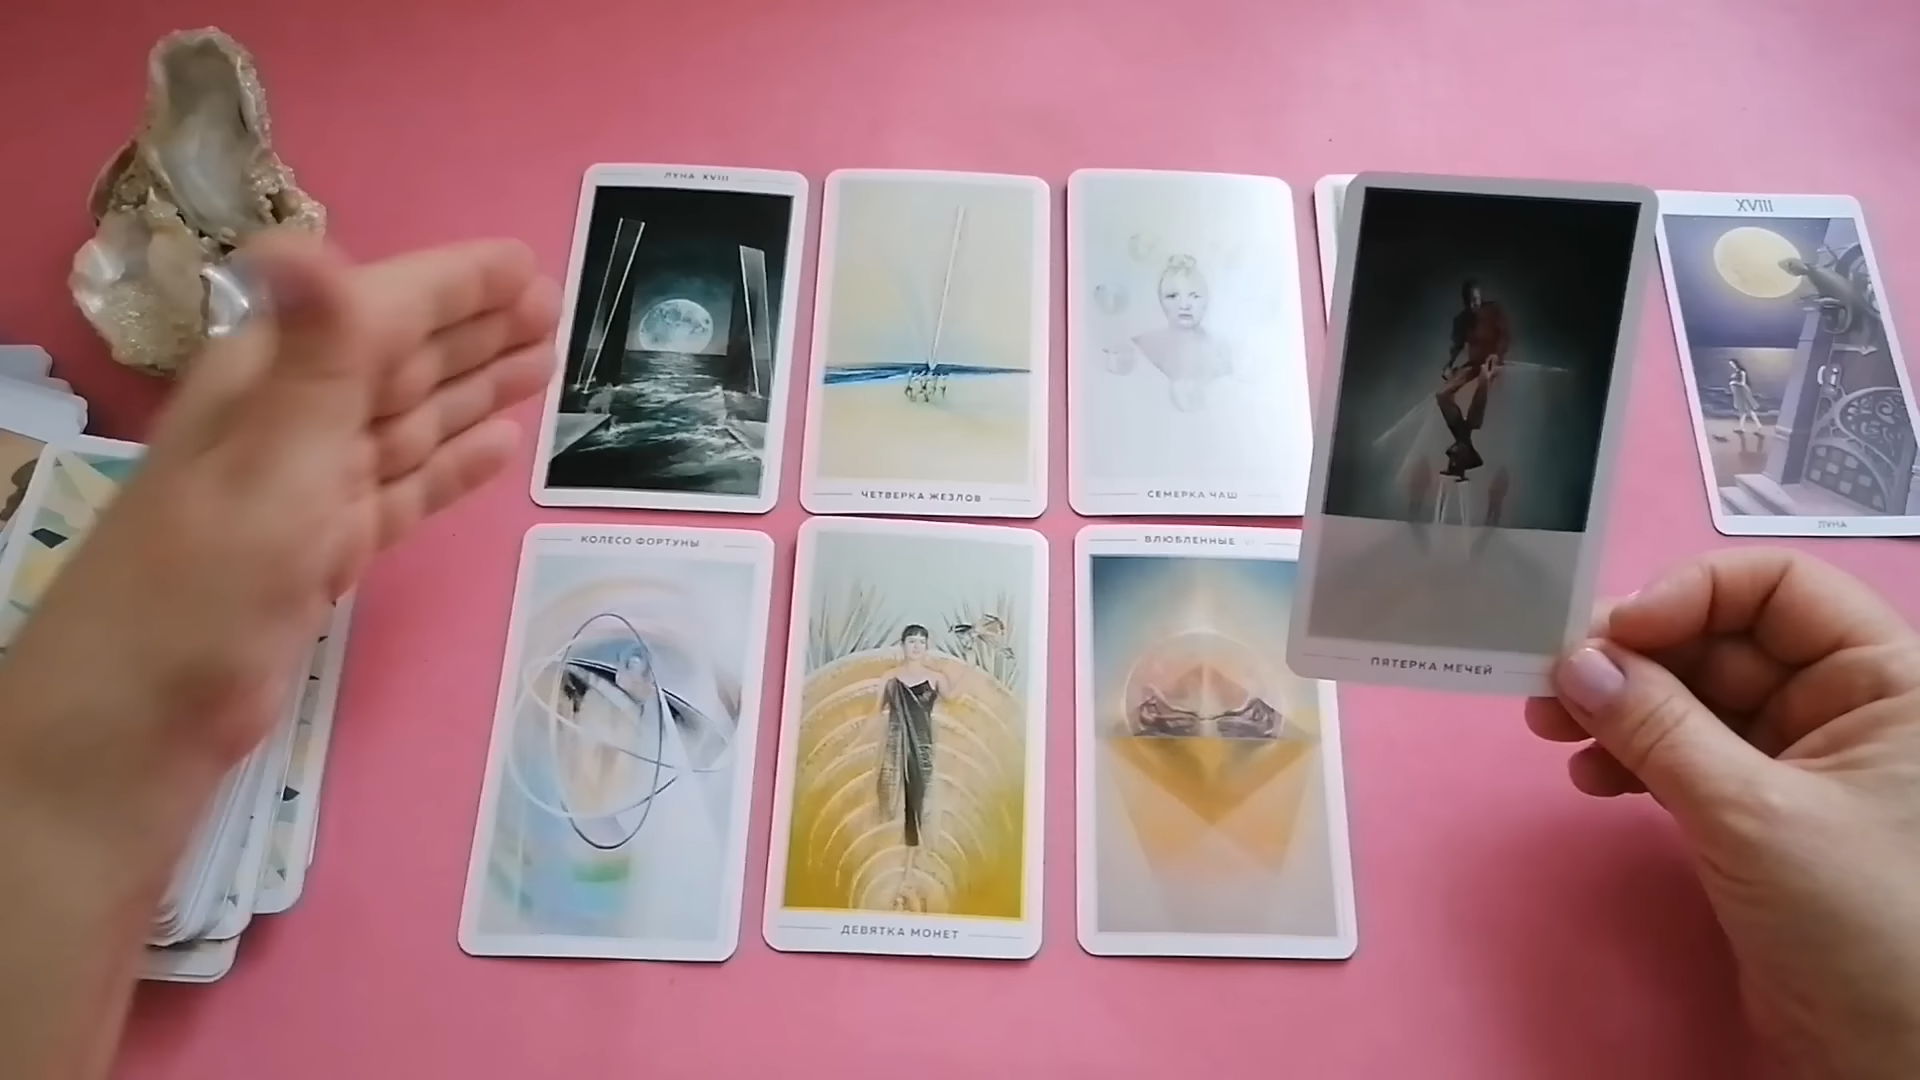 ЛУНА XVIII
ЧЕТВЕРКА ЖЕЗЛОВ
СЕМЕРКА ЧАШ
ПЯТЕРКА МЕЧЕЙ
XVIII
ЛУНА
КОЛЕСО ФОРТУНЫ
ДЕВЯТКА МОНЕТ
ВЛЮБЛЕННЫЕ